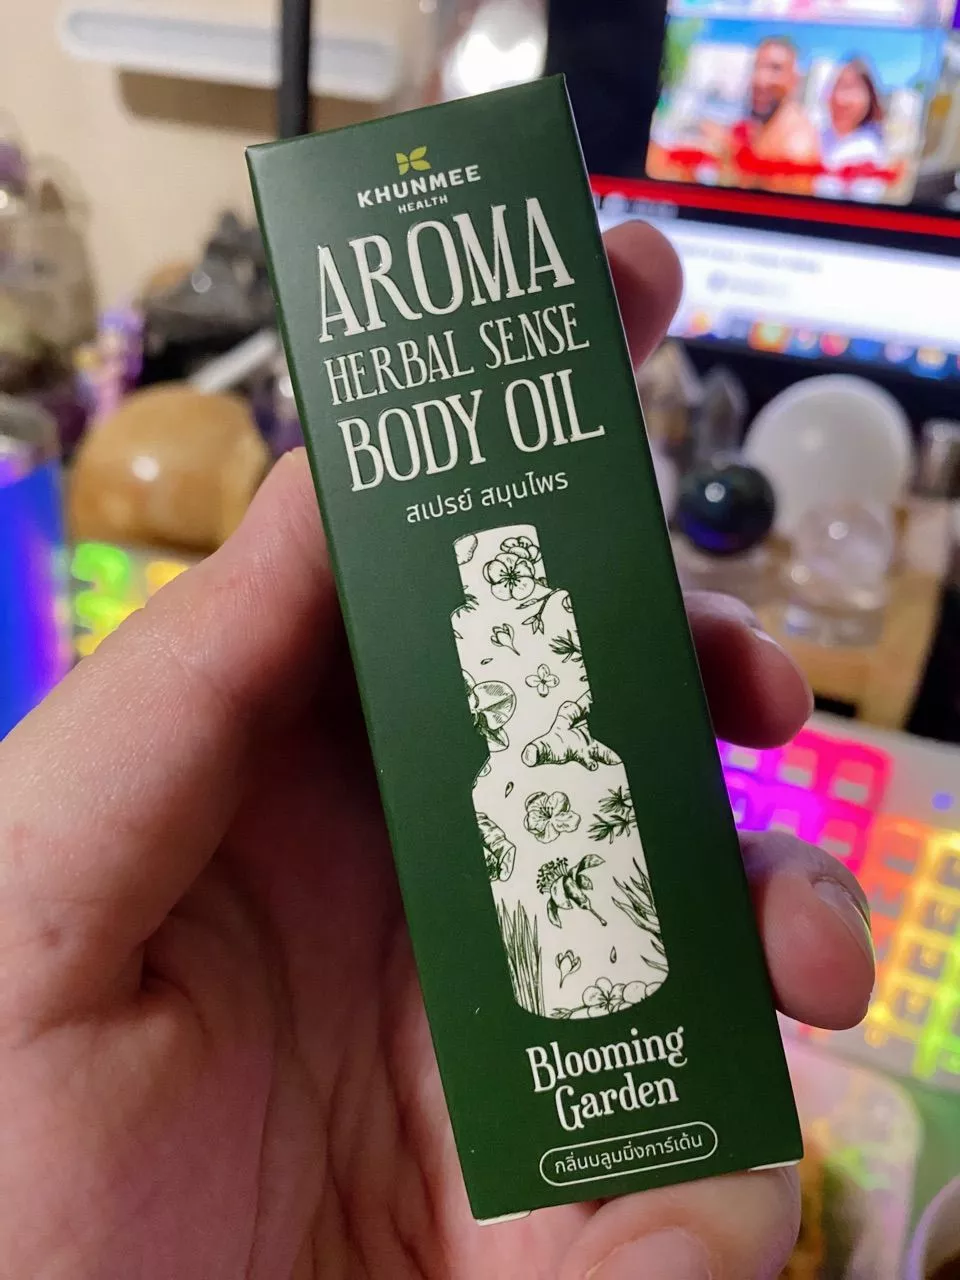 KHUNMEE
HEALTH
AROMA
HERBAL SENSE
BODY OIL
สเปรย์ สมุนไพร
Blooming
Garden
กลิ่นบลูมมิ่งการ์เด้น